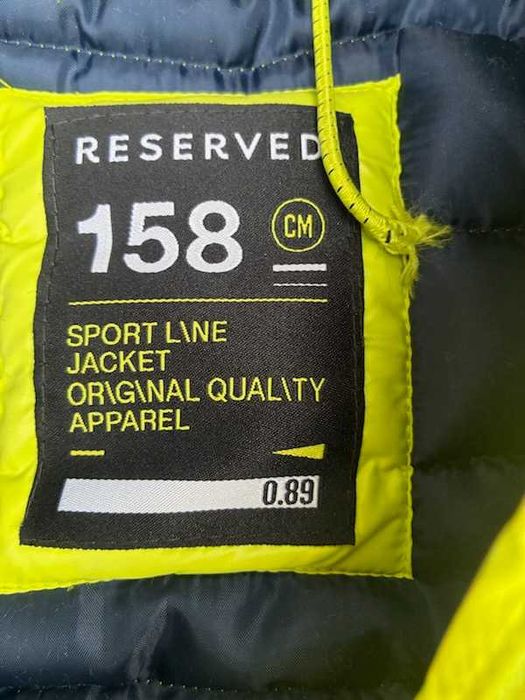 RESERVED
158 CM
SPORT L\NE
JACKET
OR\G\NAL QUAL\TY
APPAREL
0.89